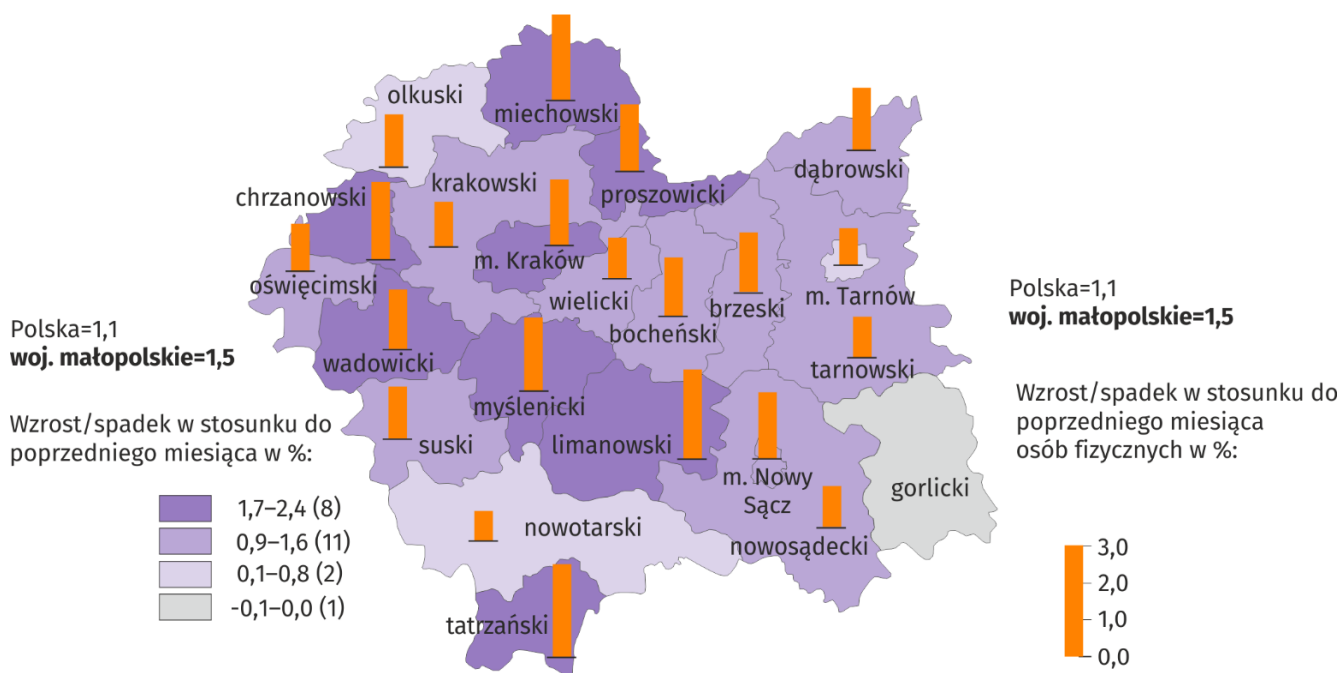 olkuski
miechowski
dąbrowski
krakowski
chrzanowski
proszowicki
m. Kraków
oświęcimski
wielicki
brzeski
m. Tarnów
bocheński
Polska=1,1
woj. małopolskie=1,5
wadowicki
tarnowski
myślenicki
suski
limanowski
m. Nowy
Sącz
gorlicki
nowotarski
nowosądecki
tatrzański
Wzrost/spadek w stosunku do
poprzedniego miesiąca w %:
1,7–2,4 (8)
0,9–1,6 (11)
0,1–0,8 (2)
-0,1–0,0 (1)
Polska=1,1
woj. małopolskie=1,5
Wzrost/spadek w stosunku do
poprzedniego miesiąca
osób fizycznych w %:
3,0
2,0
1,0
0,0